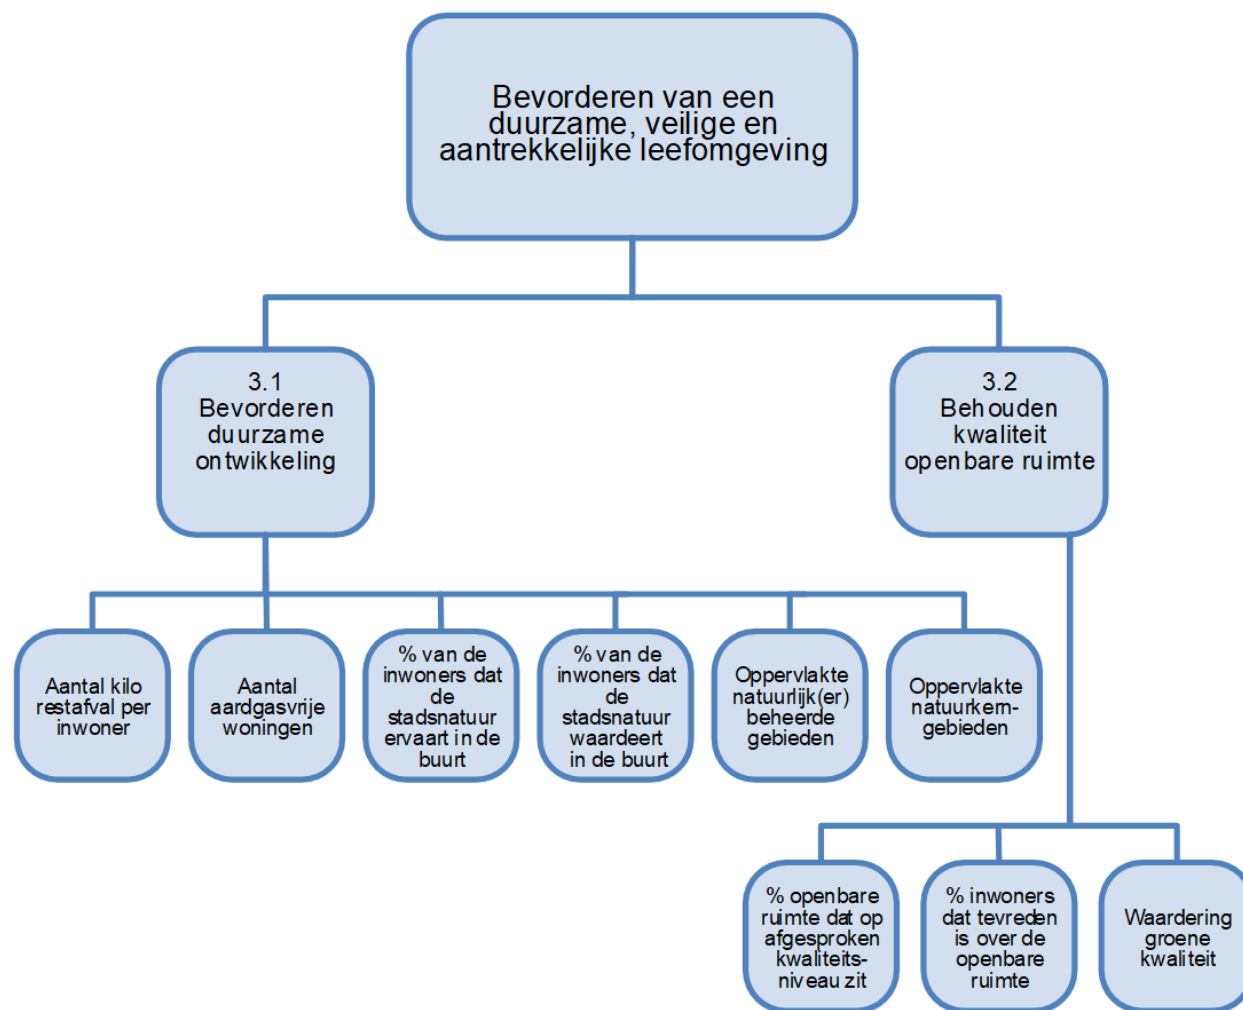 Bevorderen van een
duurzame, veilige en
aantrekkelijke leefomgeving
3.1
Bevorderen
duurzame
ontwikkeling
3.2
Behouden
kwaliteit
openbare ruimte
Aantal kilo
restafval per
inwoner
Aantal
aardgasvrije
woningen
% van de
inwoners dat
de
stadsnatuur
ervaart in de
buurt
% van de
inwoners dat
de
stadsnatuur
waardeert
in de buurt
Oppervlakte
natuurlijk(er)
beheerde
gebieden
Oppervlakte
natuurkern-
gebieden
% openbare
ruimte dat op
afgesproken
kwaliteits-
niveau zit
% inwoners
dat tevreden
is over de
openbare
ruimte
Waardering
groene
kwaliteit